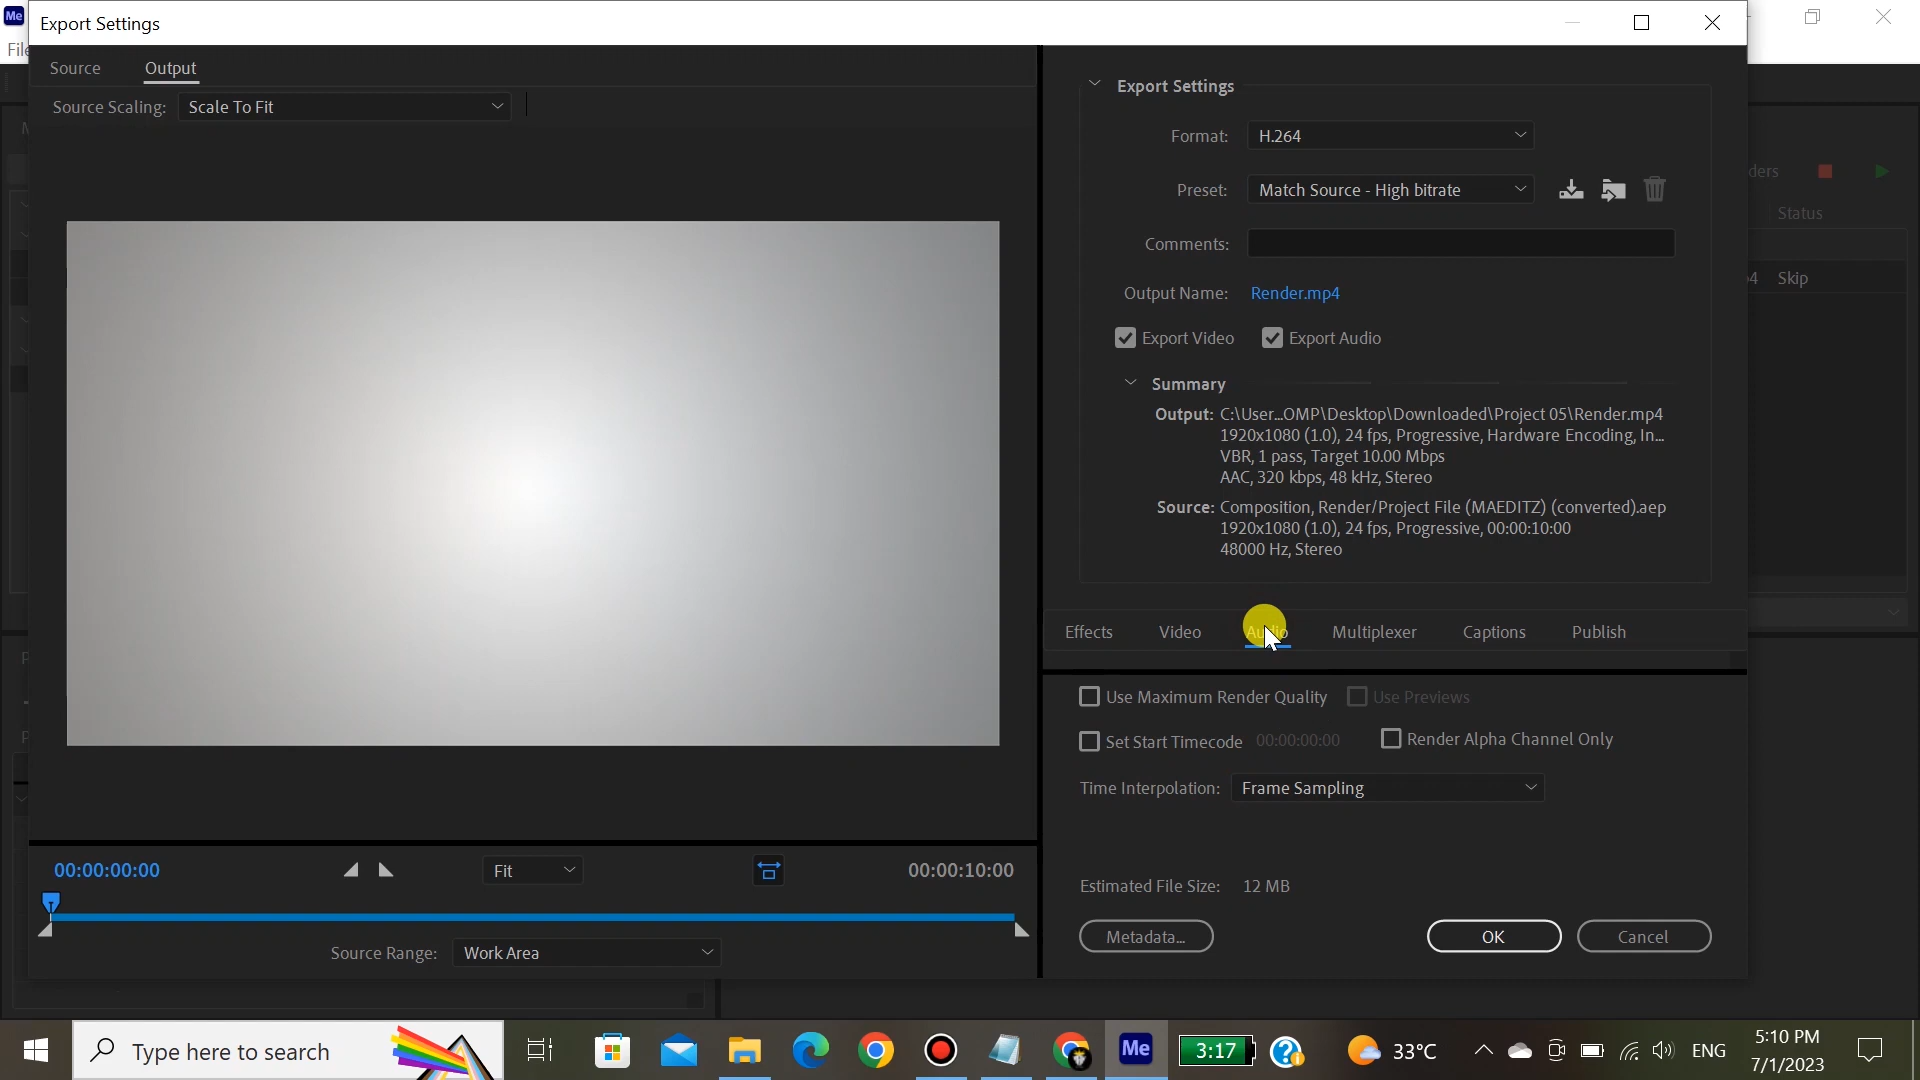 Me Export Settings
File
Source Output
Source Scaling: Scale To Fit
Export Settings
Format: H.264
Preset: Match Source - High bitrate
Comments:
Output Name: Render.mp4
Export Video Export Audio
Summary
Output: C:\User...OMP\Desktop\Downloaded\Project 05\Render.mp4
1920x1080 (1.0), 24 fps, Progressive, Hardware Encoding, In...
VBR, 1 pass, Target 10.00 Mbps
AAC, 320 kbps, 48 kHz, Stereo
Source: Composition, Render/Project File (MAEDITZ) (converted).aep
1920x1080 (1.0), 24 fps, Progressive, 00:00:10:00
48000 Hz, Stereo
Status
Skip
Effects Video Audio Multiplexer Captions Publish
Use Maximum Render Quality Use Previews
Set Start Timecode 00:00:00:00 Render Alpha Channel Only
Time Interpolation: Frame Sampling
Estimated File Size: 12 MB
Metadata... OK Cancel
00:00:00:00 Fit 00:00:10:00
Source Range: Work Area
Type here to search
Me
3:17
33°C
ENG
5:10 PM
7/1/2023